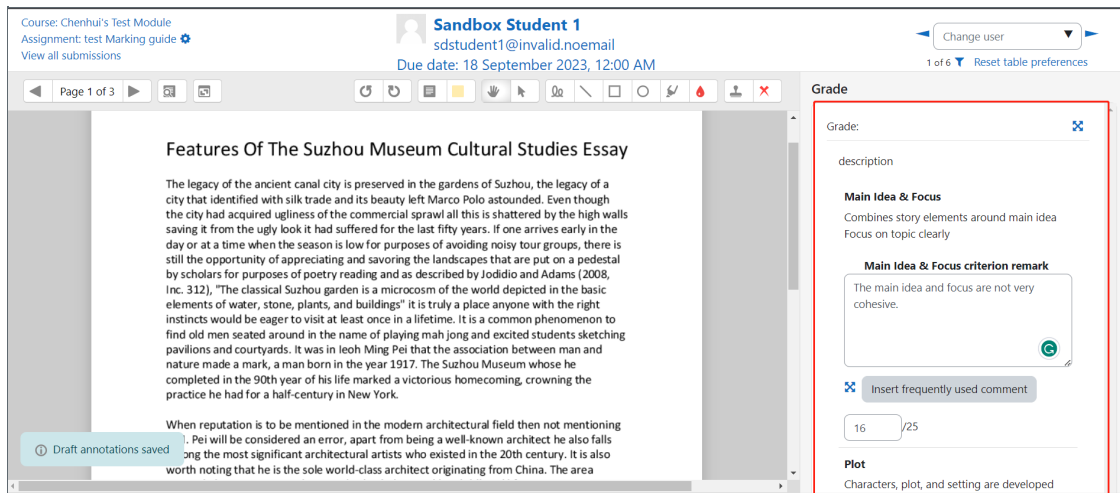 Course: Chenhui's Test Module
Assignment: test Marking guide
View all submissions
Sandbox Student 1
sdstudent1@invalid.noemail
Due date: 18 September 2023, 12:00 AM
Change user
1 of 6 Reset table preferences
Page 1 of 3
Features Of The Suzhou Museum Cultural Studies Essay
The legacy of the ancient canal city is preserved in the gardens of Suzhou, the legacy of a
city that identified with silk trade and its beauty left Marco Polo astounded. Even though
the city had acquired ugliness of the commercial sprawl all this is shattered by the high walls
saving it from the ugly look it had suffered for the last fifty years. If one arrives early in the
day or at a time when the season is low for purposes of avoiding noisy tour groups, there is
still the opportunity of appreciating and savoring the landscapes that are put on a pedestal
by scholars for purposes of poetry reading and as described by Jodidio and Adams (2008,
Inc. 312), "The classical Suzhou garden is a microcosm of the world depicted in the basic
elements of water, stone, plants, and buildings" it is truly a place anyone with the right
instincts would be eager to visit at least once in a lifetime. It is a common phenomenon to
find old men seated around in the name of playing mah jong and excited students sketching
pavilions and courtyards. It was in Ieoh Ming Pei that the association between man and
nature made a mark, a man born in the year 1917. The Suzhou Museum whose he
completed in the 90th year of his life marked a victorious homecoming, crowning the
practice he had for a half-century in New York.
When reputation is to be mentioned in the modern architectural field then not mentioning
Pei will be considered an error, apart from being a well-known architect he also falls
the most significant architectural artists who existed in the 20th century. It is also
worth noting that he is the sole world-class architect originating from China. The area
Draft annotations saved
Grade
Grade:
description
Main Idea & Focus
Combines story elements around main idea
Focus on topic clearly
Main Idea & Focus criterion remark
The main idea and focus are not very
cohesive.
Insert frequently used comment
16 /25
Plot
Characters, plot, and setting are developed